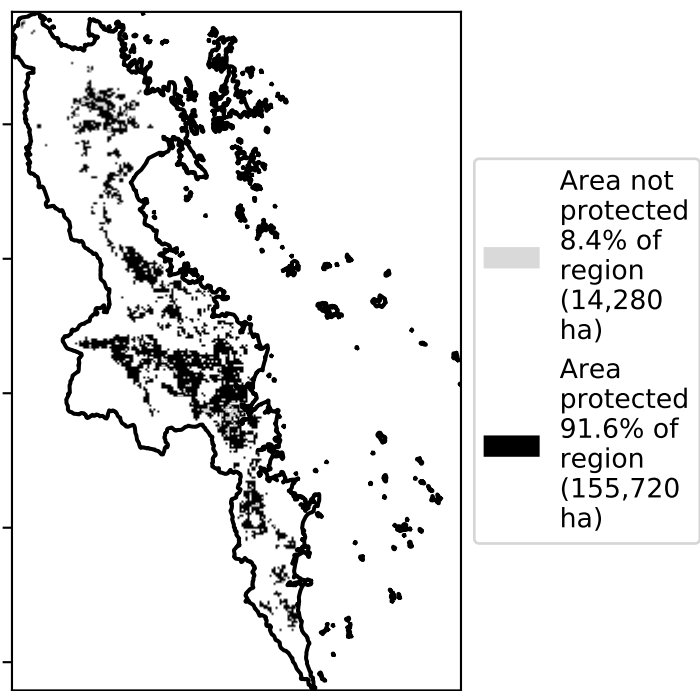 Area not
protected
8.4% of
region
(14,280
ha)
Area
protected
91.6% of
region
(155,720
ha)